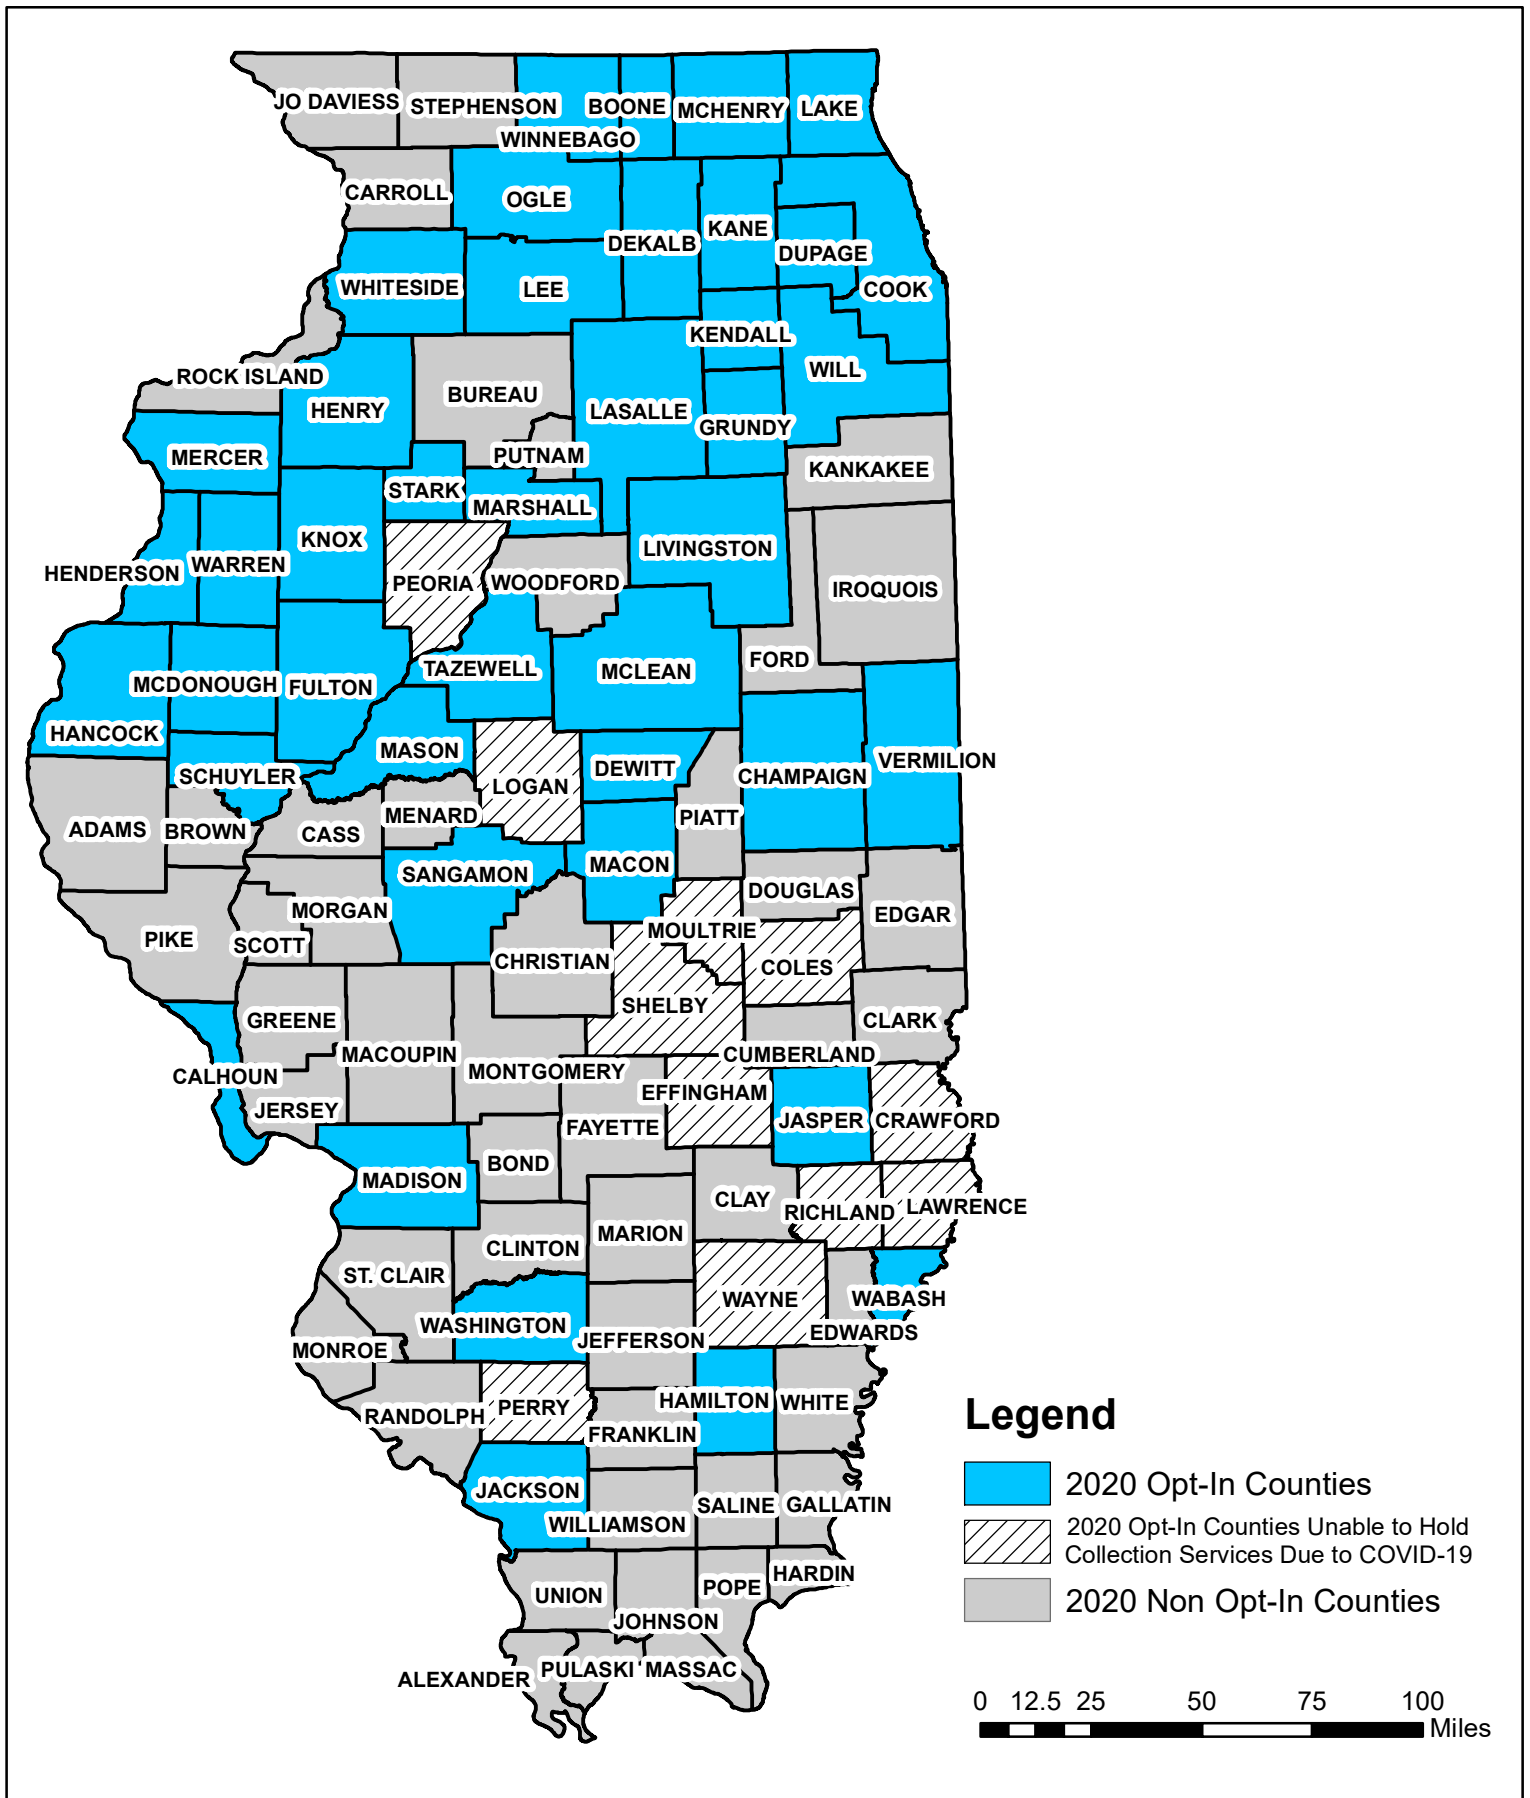 JO DAVIESS
STEPHENSON
WINNEBAGO
BOONE
MCHENRY
LAKE
CARROLL
OGLE
DEKALB
KANE
DUPAGE
COOK
WHITESIDE
LEE
KENDALL
WILL
ROCK ISLAND
HENRY
BUREAU
LASALLE
GRUNDY
MERCER
PUTNAM
KANKAKEE
STARK
MARSHALL
KNOX
LIVINGSTON
HENDERSON
WARREN
PEORIA
WOODFORD
IROQUOIS
FORD
TAZEWELL
MCLEAN
MCDONOUGH
FULTON
HANCOCK
MASON
VERMILION
SCHUYLER
LOGAN
DEWITT
CHAMPAIGN
ADAMS
BROWN
CASS
MENARD
PIATT
SANGAMON
MACON
DOUGLAS
EDGAR
MORGAN
PIKE
SCOTT
CHRISTIAN
MOULTRIE
COLES
SHELBY
GREENE
CLARK
MACOUPIN
CUMBERLAND
CALHOUN
MONTGOMERY
EFFINGHAM
JERSEY
FAYETTE
JASPER
CRAWFORD
BOND
MADISON
CLAY
RICHLAND
LAWRENCE
MARION
CLINTON
ST. CLAIR
WAYNE
WABASH
WASHINGTON
JEFFERSON
EDWARDS
MONROE
RANDOLPH
PERRY
HAMILTON
WHITE
FRANKLIN
JACKSON
WILLIAMSON
SALINE
GALLATIN
UNION
JOHNSON
POPE
HARDIN
ALEXANDER
PULASKI
MASSAC
Legend
2020 Opt-In Counties
2020 Opt-In Counties Unable to Hold
Collection Services Due to COVID-19
2020 Non Opt-In Counties
0 12.5 25 50 75 100
Miles